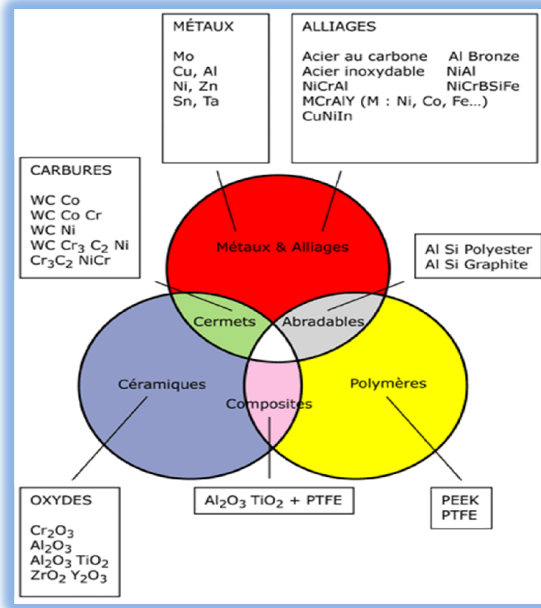 MÉTAUX
Mo
Cu, Al
Ni, Zn
Sn, Ta
ALLIAGES
Acier au carbone Al Bronze
Acier inoxydable NiAl
NiCrAl NiCrBSiFe
MCrAlY (M : Ni, Co, Fe...)
CuNiIn
CARBURES
WC Co
WC Co Cr
WC Ni
WC Cr₃ C₂ Ni
Cr₃C₂ NiCr
Métaux & Alliages
Al Si Polyester
Al Si Graphite
Cermets
Abradables
Céramiques
Composites
Polymères
OXYDES
Cr₂O₃
Al₂O₃
Al₂O₃ TiO₂
ZrO₂ Y₂O₃
Al₂O₃ TiO₂ + PTFE
PEEK
PTFE